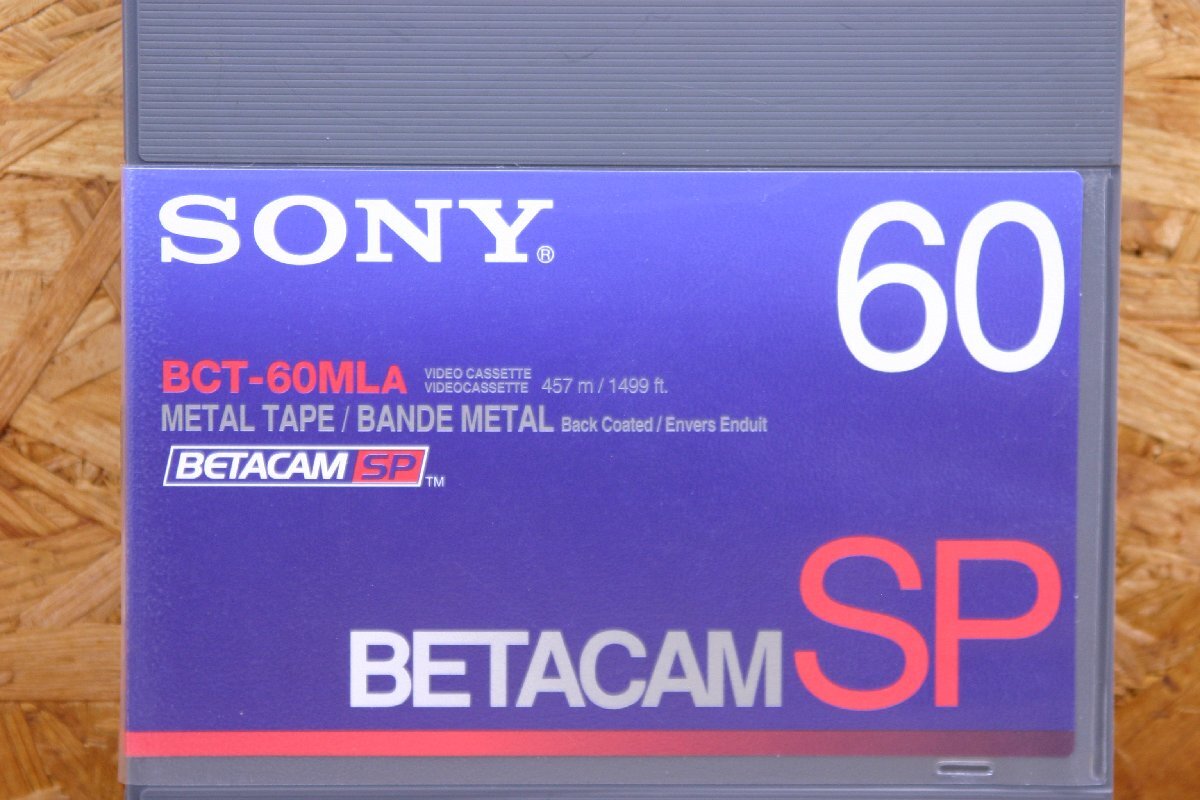 SONY®
60
BCT-60MLA VIDEO CASSETTE
VIDEOCASSETTE 457 m / 1499 ft.
METAL TAPE / BANDE METAL Back Coated / Envers Enduit
BETACAM SP TM
BETACAM SP